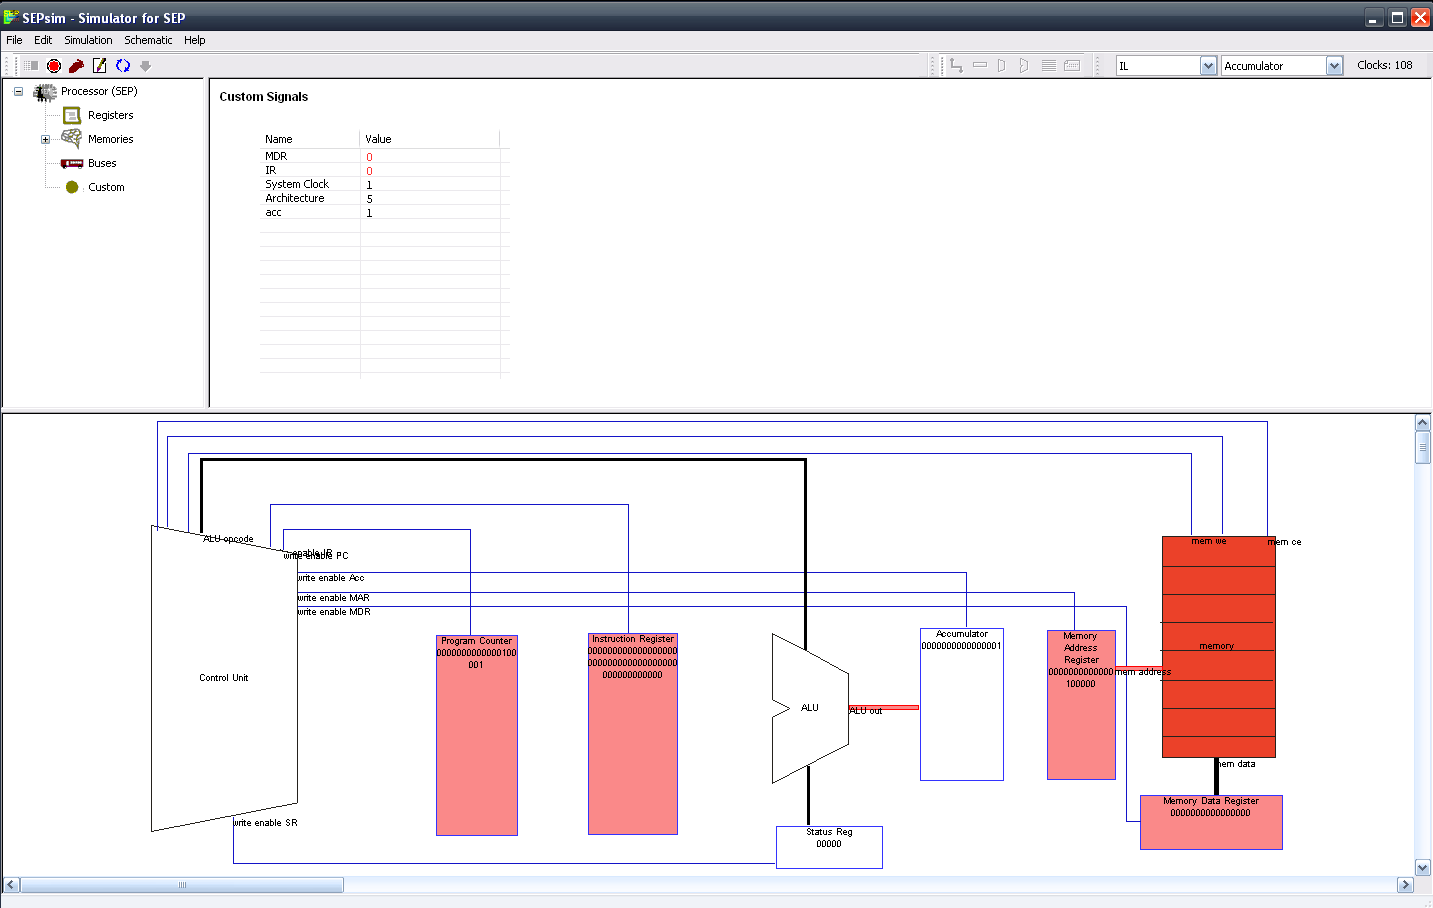 SEPsim - Simulator for SEP
File Edit Simulation Schematic Help
IL Accumulator Clocks: 108
Processor (SEP)
Registers
Memories
Buses
Custom
Custom Signals
Name Value
MDR 0
IR 0
System Clock 1
Architecture 5
acc 1
ALU opcode
mem we
mem ce
enable IR
write enable PC
write enable Acc
write enable MAR
write enable MDR
Control Unit
write enable SR
Program Counter
0000000000000100
001
Instruction Register
0000000000000000
0000000000000000
000000000000
ALU
ALU out
Status Reg
00000
Accumulator
0000000000000001
Memory
Address
Register
0000000000000
100000
mem address
memory
mem data
Memory Data Register
0000000000000000